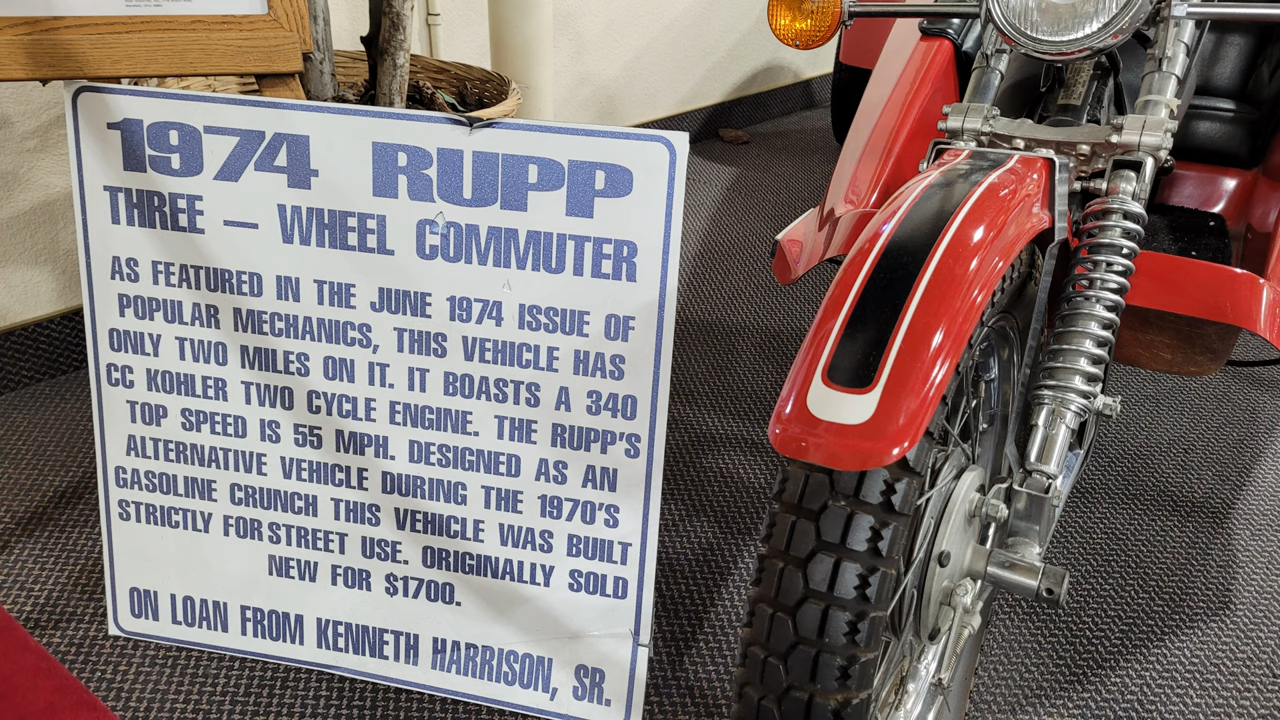 1974 RUPP
THREE – WHEEL COMMUTER
AS FEATURED IN THE JUNE 1974 ISSUE OF
POPULAR MECHANICS, THIS VEHICLE HAS
ONLY TWO MILES ON IT. IT BOASTS A 340
CC KOHLER TWO CYCLE ENGINE. THE RUPP'S
TOP SPEED IS 55 MPH. DESIGNED AS AN
ALTERNATIVE VEHICLE DURING THE 1970'S
GASOLINE CRUNCH THIS VEHICLE WAS BUILT
STRICTLY FOR STREET USE. ORIGINALLY SOLD
NEW FOR $1700.
ON LOAN FROM KENNETH HARRISON, SR.